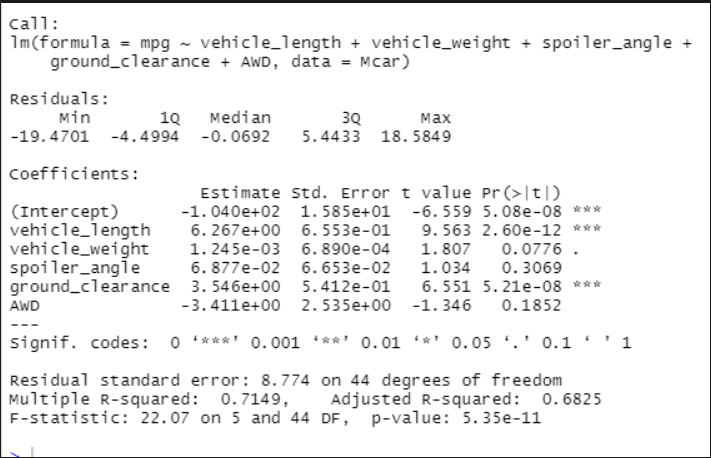 Call:
lm(formula = mpg ~ vehicle_length + vehicle_weight + spoiler_angle +
    ground_clearance + AWD, data = Mcar)

Residuals:
     Min       1Q   Median       3Q      Max
-19.4701  -4.4994  -0.0692   5.4433  18.5849

Coefficients:
                   Estimate Std. Error t value Pr(>|t|)
(Intercept)      -1.040e+02  1.585e+01  -6.559 5.08e-08 ***
vehicle_length    6.267e+00  6.553e-01   9.563 2.60e-12 ***
vehicle_weight    1.245e-03  6.890e-04   1.807   0.0776 .
spoiler_angle     6.877e-02  6.653e-02   1.034   0.3069
ground_clearance  3.546e+00  5.412e-01   6.551 5.21e-08 ***
AWD              -3.411e+00  2.535e+00  -1.346   0.1852
---
Signif. codes:  0 ‘***’ 0.001 ‘**’ 0.01 ‘*’ 0.05 ‘.’ 0.1 ‘ ’ 1

Residual standard error: 8.774 on 44 degrees of freedom
Multiple R-squared:  0.7149,    Adjusted R-squared:  0.6825
F-statistic: 22.07 on 5 and 44 DF,  p-value: 5.35e-11

>